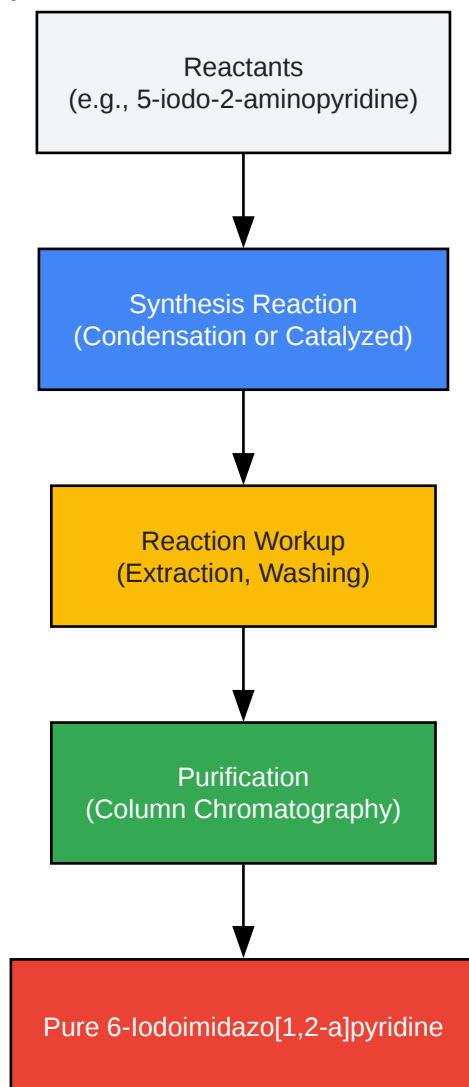 Reactants
(e.g., 5-iodo-2-aminopyridine)
Synthesis Reaction
(Condensation or Catalyzed)
Reaction Workup
(Extraction, Washing)
Purification
(Column Chromatography)
Pure 6-Iodoimidazo[1,2-a]pyridine